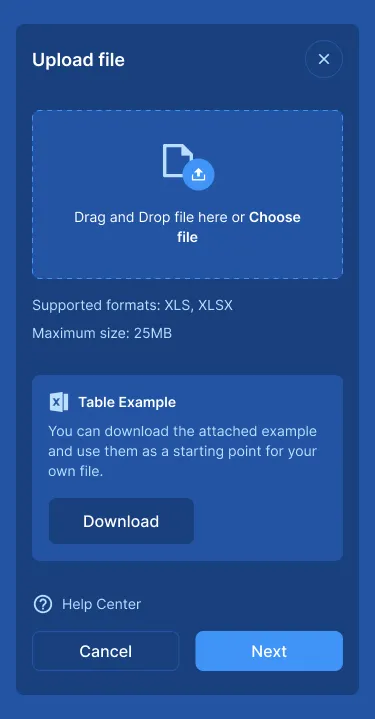 Upload file
Drag and Drop file here or Choose
file
Supported formats: XLS, XLSX
Maximum size: 25MB
X Table Example
You can download the attached example
and use them as a starting point for your
own file.
Download
? Help Center
Cancel Next